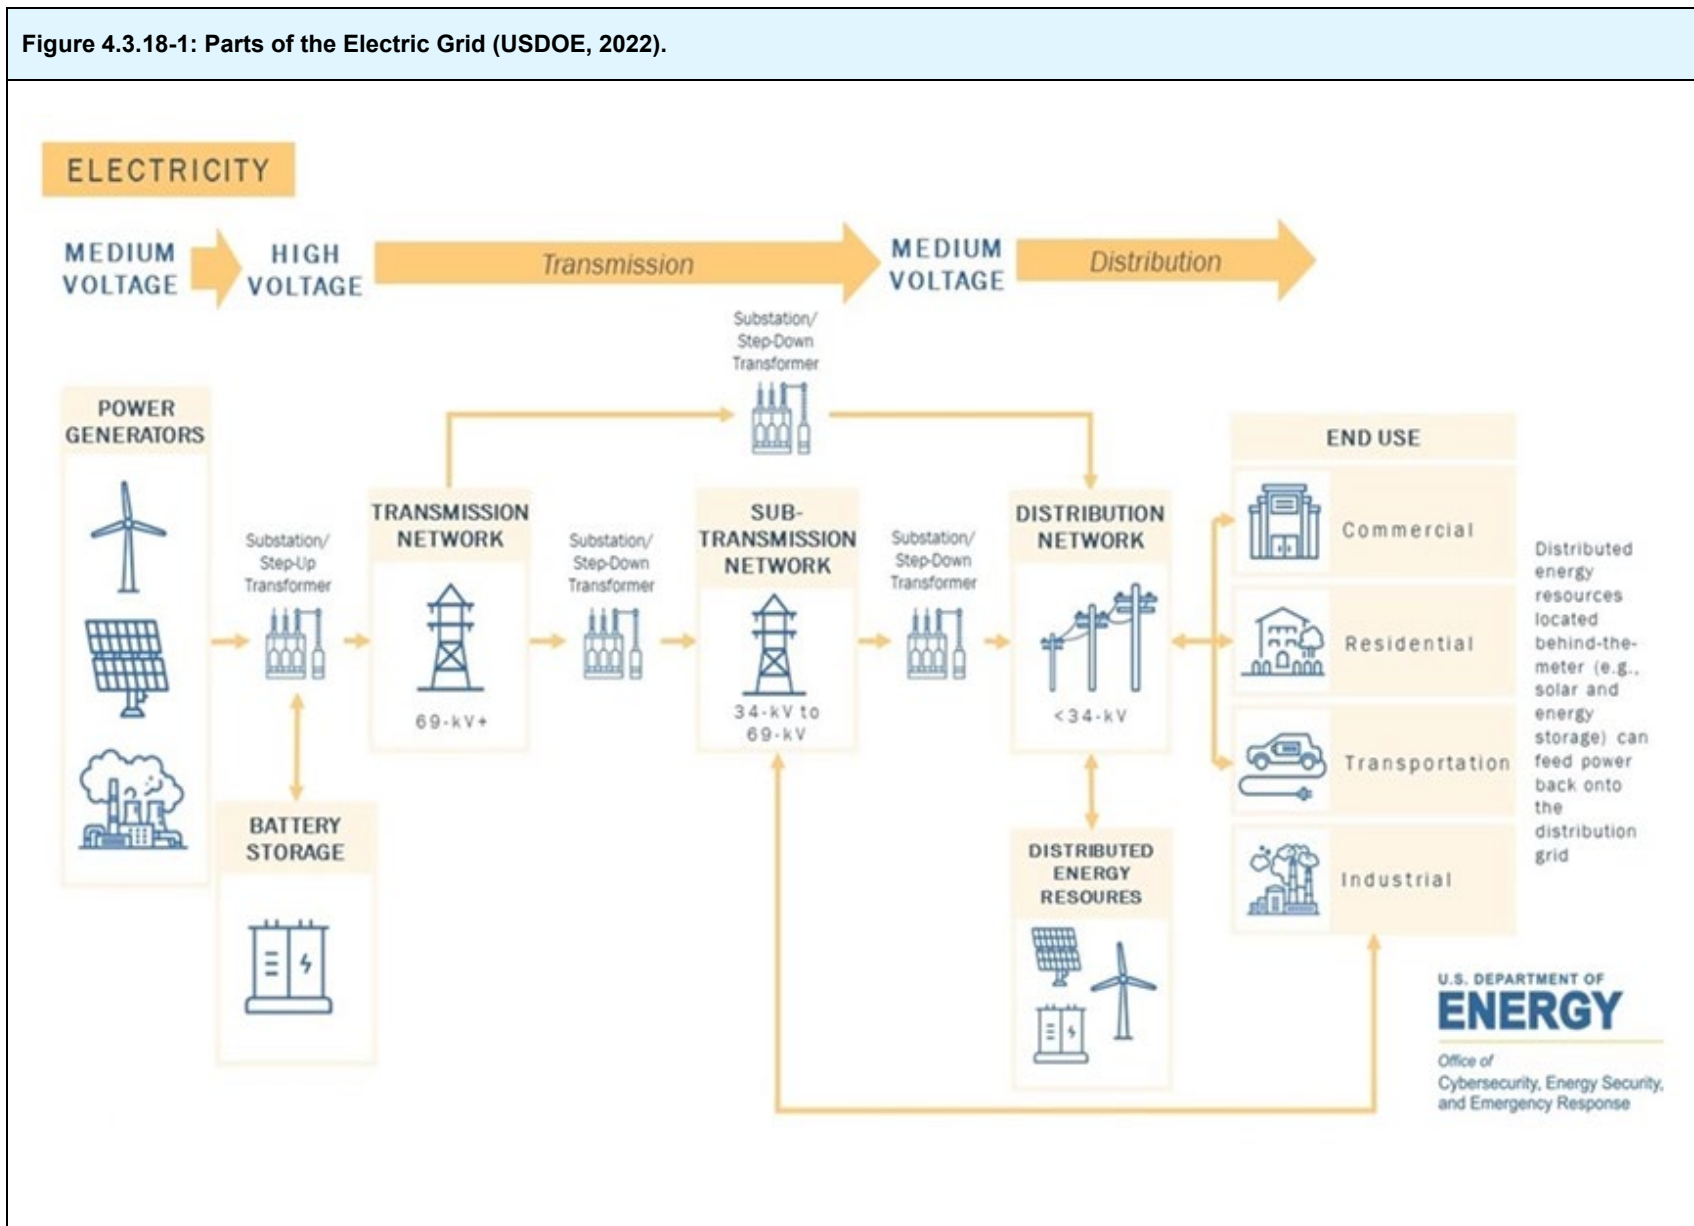 Figure 4.3.18-1: Parts of the Electric Grid (USDOE, 2022).
ELECTRICITY
MEDIUM
VOLTAGE
HIGH
VOLTAGE
Transmission
MEDIUM
VOLTAGE
Distribution
Substation/
Step-Down
Transformer
POWER
GENERATORS
Substation/
Step-Up
Transformer
TRANSMISSION
NETWORK
69-kV+
Substation/
Step-Down
Transformer
SUB-
TRANSMISSION
NETWORK
34-kV to
69-kV
Substation/
Step-Down
Transformer
DISTRIBUTION
NETWORK
<34-kV
END USE
Commercial
Residential
Transportation
Industrial
Distributed
energy
resources
located
behind-the-
meter (e.g.,
solar and
energy
storage) can
feed power
back onto
the
distribution
grid
BATTERY
STORAGE
DISTRIBUTED
ENERGY
RESOURES
U.S. DEPARTMENT OF
ENERGY
Office of
Cybersecurity, Energy Security,
and Emergency Response